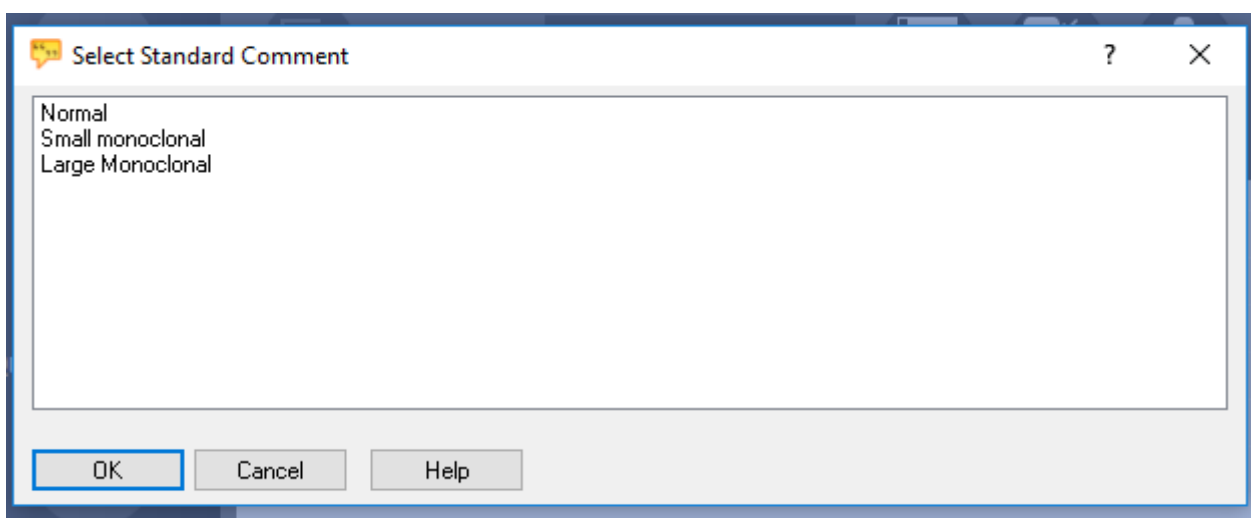 Select Standard Comment
?
Normal
Small monoclonal
Large Monoclonal
OK
Cancel
Help